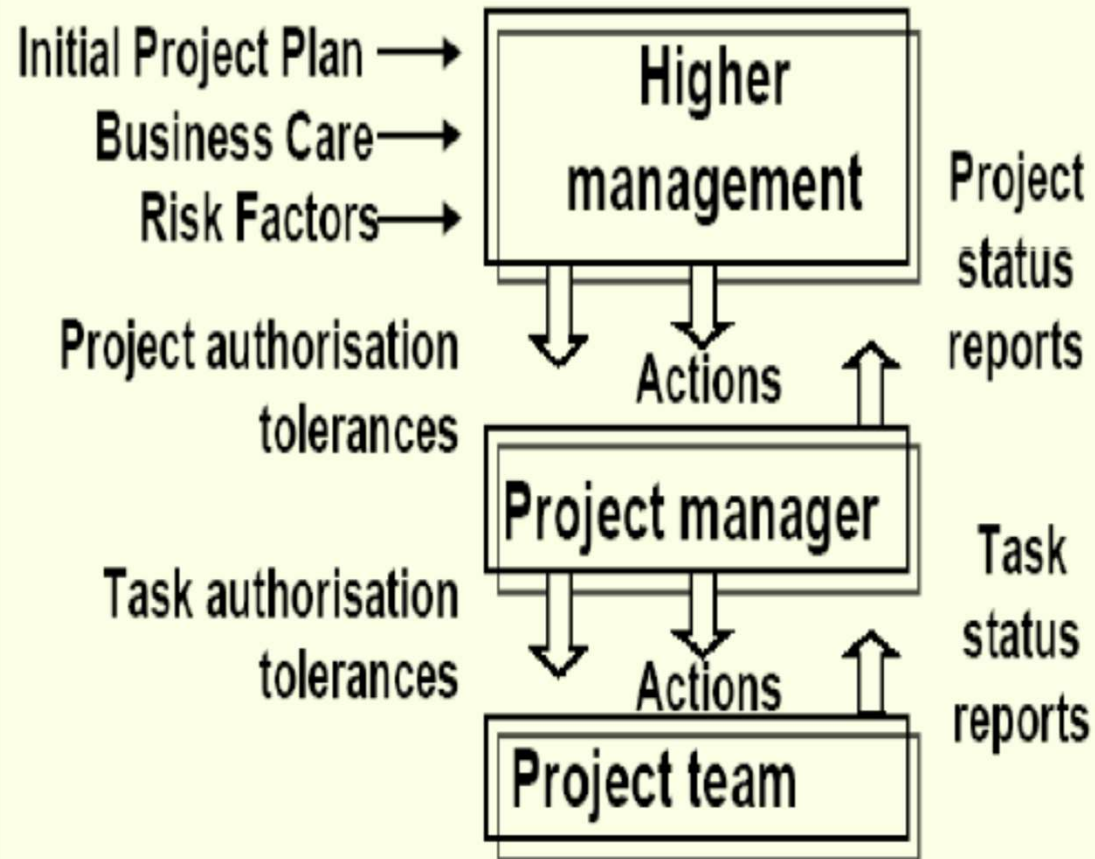 Initial Project Plan
Business Care
Risk Factors
Higher
management
Project
status
reports
Project authorisation
tolerances
Actions
Project manager
Task authorisation
tolerances
Actions
Task
status
reports
Project team